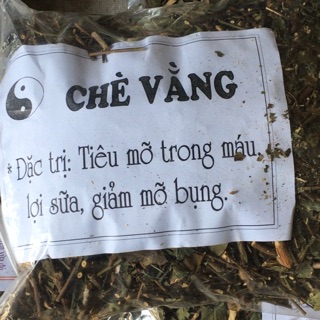 CHÈ VẰNG
* Đặc trị: Tiêu mỡ trong máu,
lợi sữa, giảm mỡ bụng.